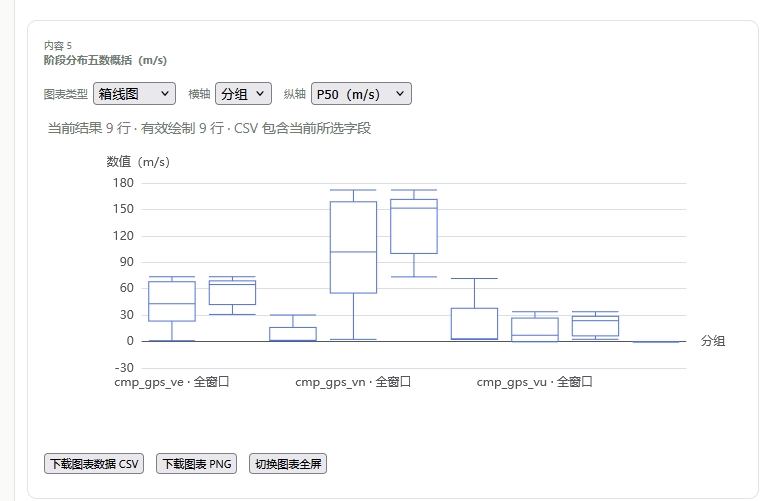 内容 5
阶段分布五数概括（m/s）
图表类型 箱线图 横轴 分组 纵轴 P50（m/s）
当前结果 9 行 · 有效绘制 9 行 · CSV 包含当前所选字段
数值（m/s）
180
150
120
90
60
30
0
-30
分组
cmp_gps_ve · 全窗口 cmp_gps_vn · 全窗口 cmp_gps_vu · 全窗口
下载图表数据 CSV 下载图表 PNG 切换图表全屏